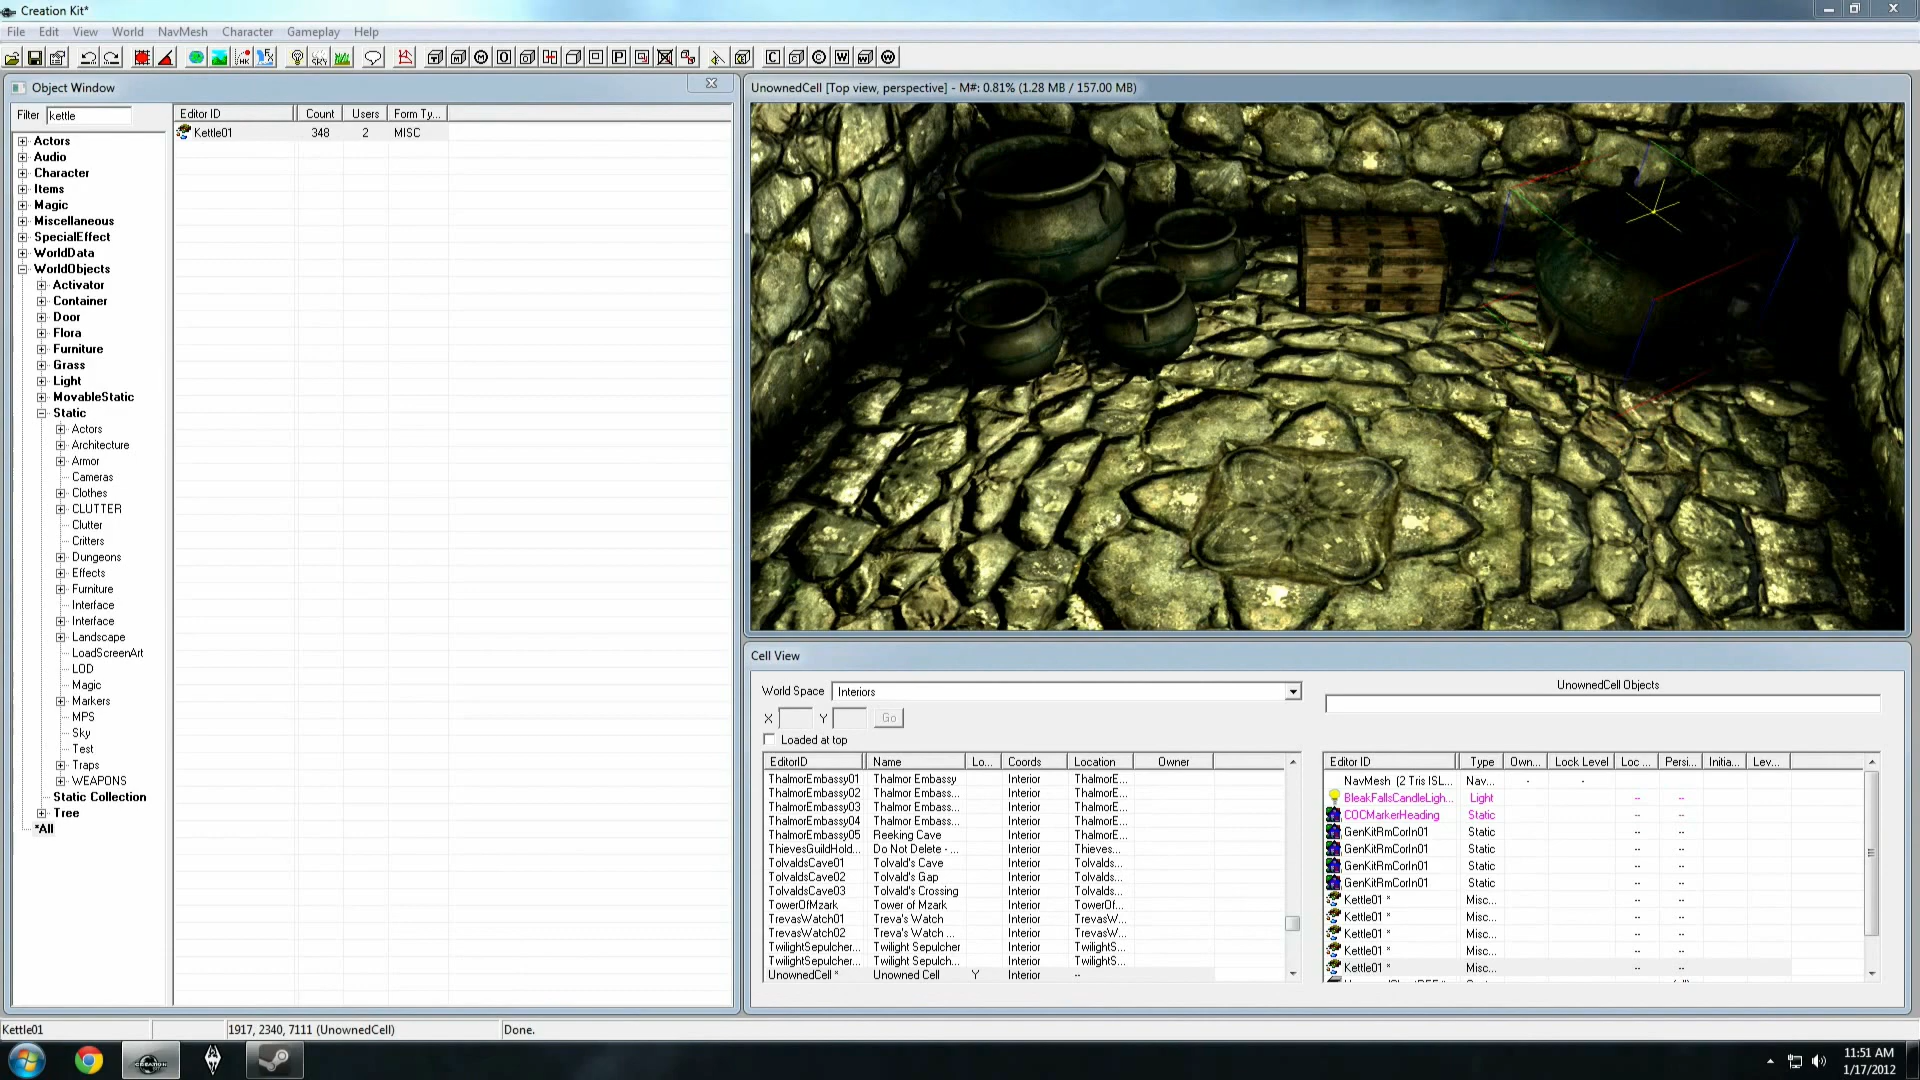 Creation Kit*
File Edit View World NavMesh Character Gameplay Help
Object Window
Filter kettle
Actors
Audio
Character
Items
Magic
Miscellaneous
SpecialEffect
WorldData
WorldObjects
Activator
Container
Door
Flora
Furniture
Grass
Light
MovableStatic
Static
Actors
Architecture
Armor
Cameras
Clothes
CLUTTER
Clutter
Critters
Dungeons
Effects
Furniture
Interface
Interface
Landscape
LoadScreenArt
LOD
Magic
Markers
MPS
Sky
Test
Traps
WEAPONS
Static Collection
Tree
*All
Editor ID Count Users Form Ty...
Kettle01 348 2 MISC
UnownedCell [Top view, perspective] - M#: 0.81% (1.28 MB / 157.00 MB)
Cell View
World Space Interiors
X Y Go
Loaded at top
EditorID Name Lo... Coords Location Owner
ThalmorEmbassy01 Thalmor Embassy Interior ThalmorE...
ThalmorEmbassy02 Thalmor Embass... Interior ThalmorE...
ThalmorEmbassy03 Thalmor Embass... Interior ThalmorE...
ThalmorEmbassy04 Thalmor Embass... Interior ThalmorE...
ThalmorEmbassy05 Reeking Cave Interior ThalmorE...
ThievesGuildHold... Do Not Delete - ... Interior Thieves...
TolvaldsCave01 Tolvald's Cave Interior Tolvalds...
TolvaldsCave02 Tolvald's Gap Interior Tolvalds...
TolvaldsCave03 Tolvald's Crossing Interior Tolvalds...
TowerOfMzark Tower of Mzark Interior TowerOf...
TrevasWatch01 Treva's Watch Interior TrevasW...
TrevasWatch02 Treva's Watch ... Interior TrevasW...
TwilightSepulcher... Twilight Sepulcher Interior TwilightS...
TwilightSepulcher... Twilight Sepulch... Interior TwilightS...
UnownedCell * Unowned Cell Y Interior --
UnownedCell Objects
Editor ID Type Own... Lock Level Loc ... Persi... Initia... Lev...
NavMesh (2 Tris ISL... Nav... - -
BleakFallsCandleLigh... Light -- --
COCMarkerHeading Static -- --
GenKitRmCorIn01 Static -- --
GenKitRmCorIn01 Static -- --
GenKitRmCorIn01 Static -- --
GenKitRmCorIn01 Static -- --
Kettle01 * Misc... -- --
Kettle01 * Misc... -- --
Kettle01 * Misc... -- --
Kettle01 * Misc... -- --
Kettle01 * Misc... -- --
Kettle01 1917, 2340, 7111 (UnownedCell) Done.
CREATION
11:51 AM
1/17/2012